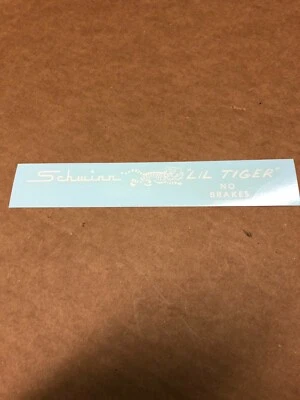 Schwinn "LIL TIGER"
NO
BRAKES